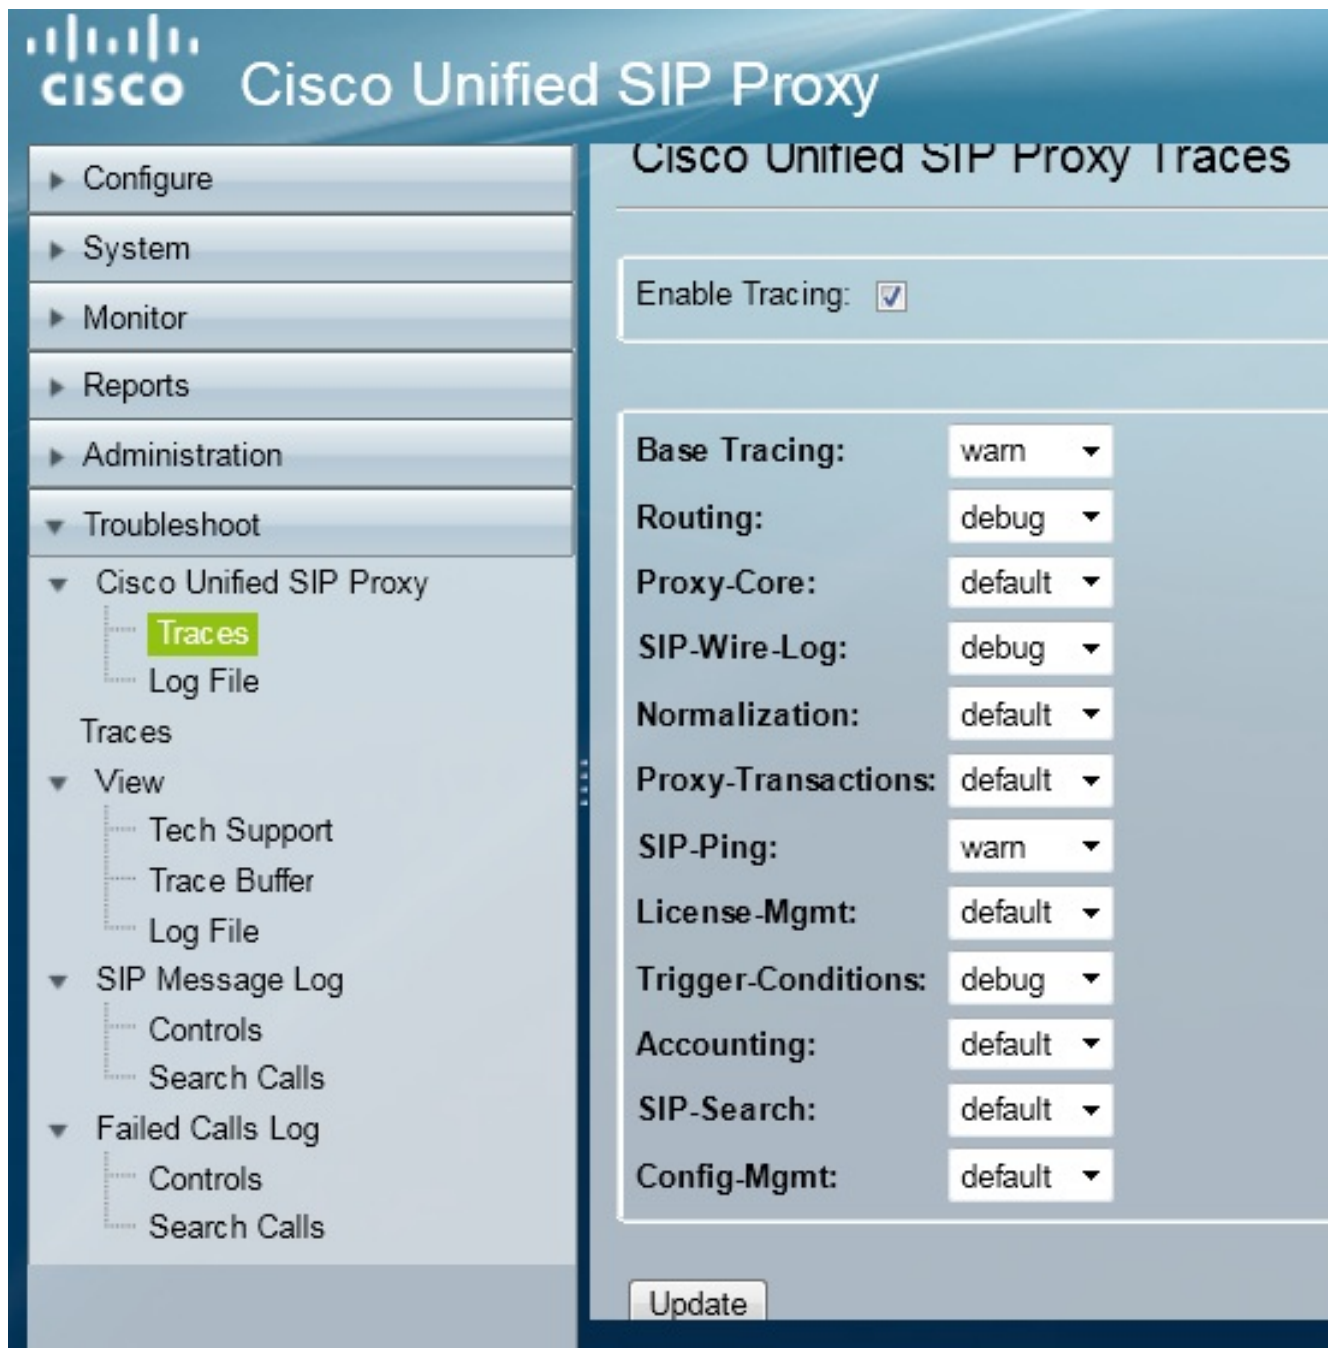 CISCO Cisco Unified SIP Proxy
Configure
System
Monitor
Reports
Administration
Troubleshoot
Cisco Unified SIP Proxy
Traces
Log File
Traces
View
Tech Support
Trace Buffer
Log File
SIP Message Log
Controls
Search Calls
Failed Calls Log
Controls
Search Calls
Cisco Unified SIP Proxy Traces
Enable Tracing:
Base Tracing: warn
Routing: debug
Proxy-Core: default
SIP-Wire-Log: debug
Normalization: default
Proxy-Transactions: default
SIP-Ping: warn
License-Mgmt: default
Trigger-Conditions: debug
Accounting: default
SIP-Search: default
Config-Mgmt: default
Update